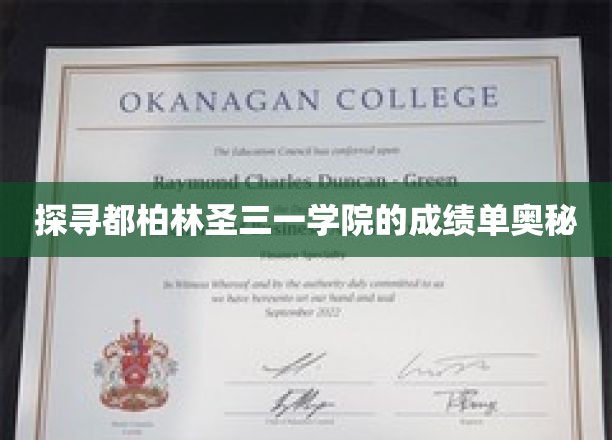 OKANAGAN COLLEGE
The Education Council has conferred upon
Raymond Charles Duncan - Green
探寻都柏林圣三一学院的成绩单奥秘
Finance Specialty
In Witness Whereof and by the authority duly committed to us
we have hereunto set our hand and seal
September 2022